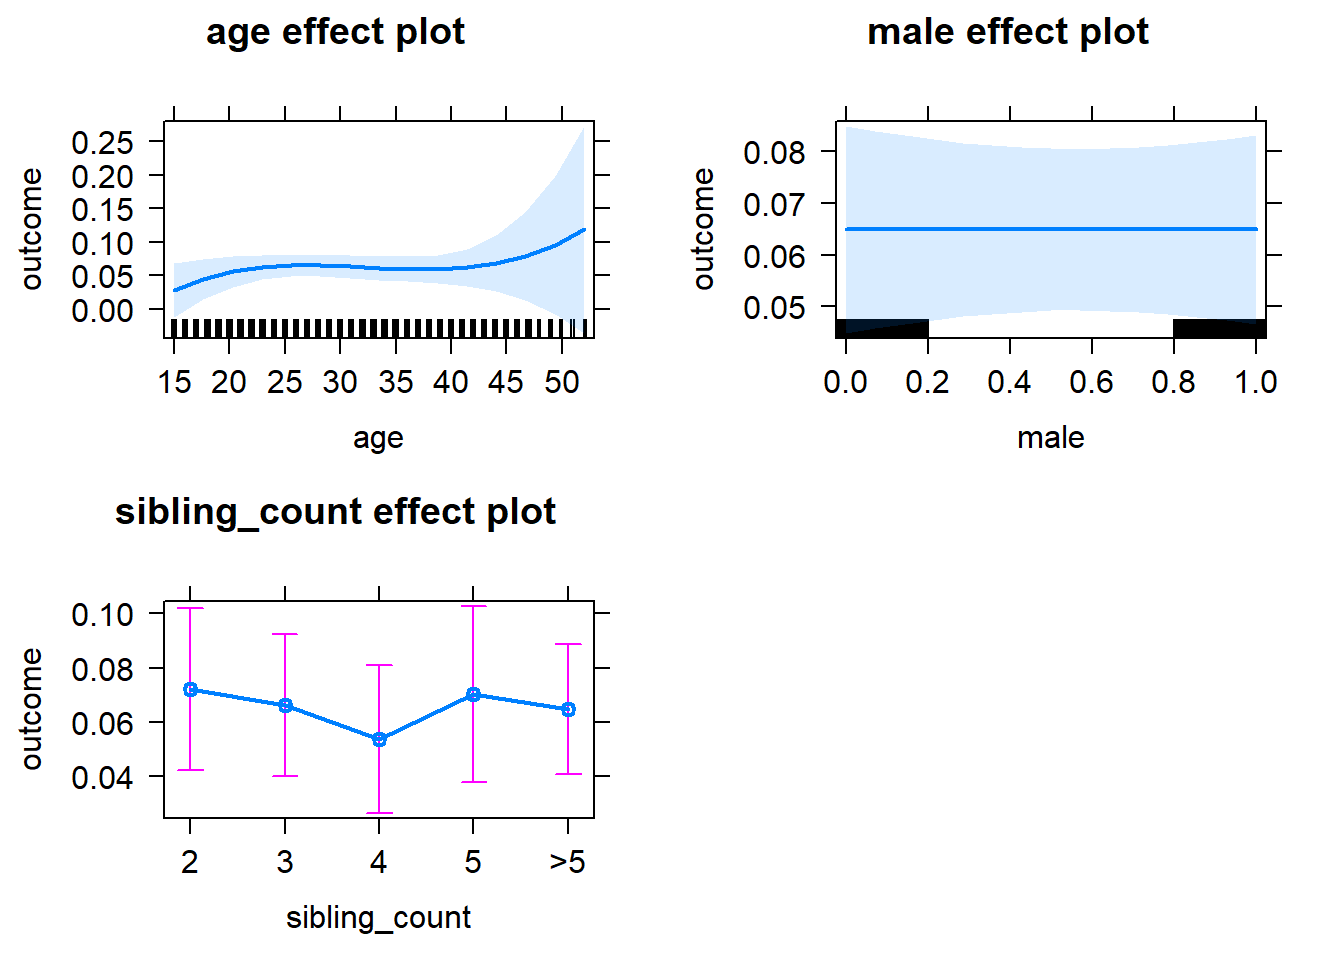 age effect plot
outcome
0.25
0.20
0.15
0.10
0.05
0.00
15 20 25 30 35 40 45 50
age
male effect plot
outcome
0.08
0.07
0.06
0.05
0.0 0.2 0.4 0.6 0.8 1.0
male
sibling_count effect plot
outcome
0.10
0.08
0.06
0.04
2 3 4 5 >5
sibling_count